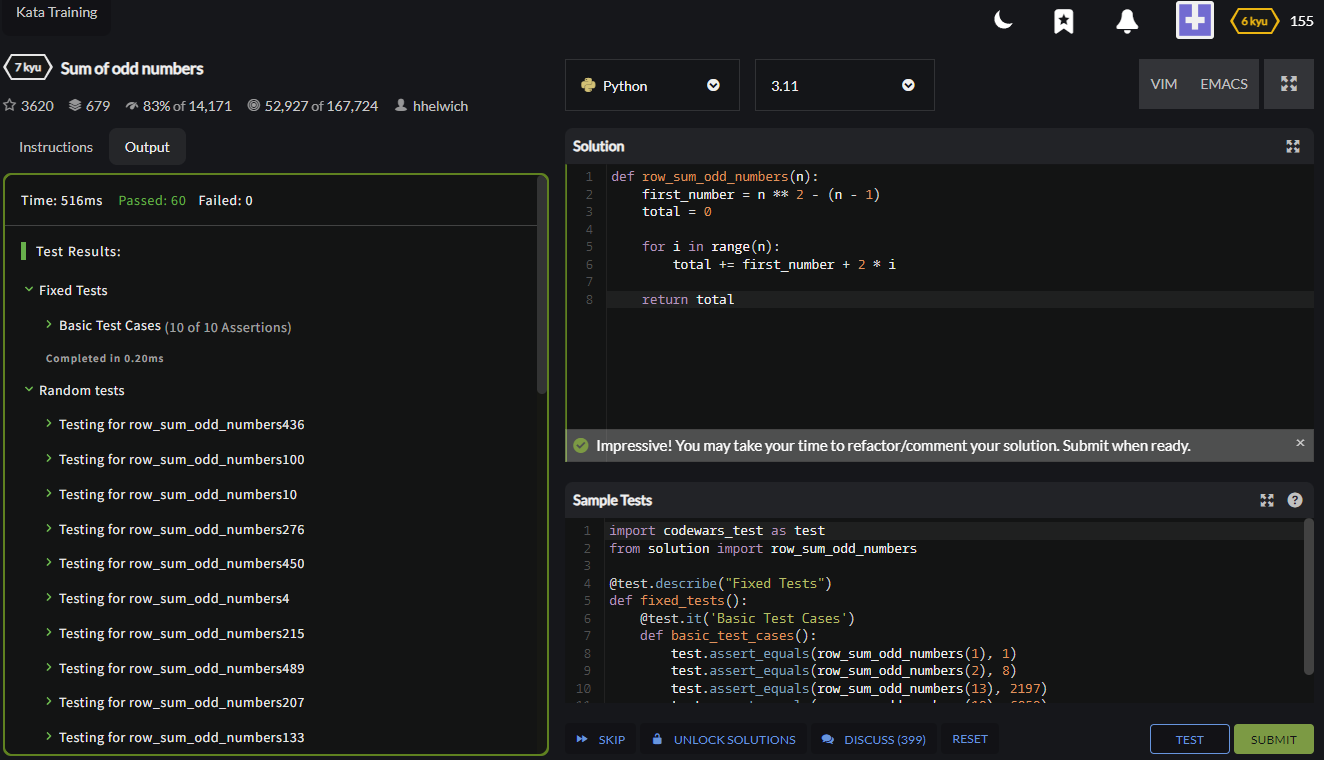 Kata Training
6 kyu 155
7 kyu Sum of odd numbers
3620 679 83% of 14,171 52,927 of 167,724 hhelwich
Instructions Output
Time: 516ms Passed: 60 Failed: 0
Test Results:
Fixed Tests
Basic Test Cases (10 of 10 Assertions)
Completed in 0.20ms
Random tests
Testing for row_sum_odd_numbers436
Testing for row_sum_odd_numbers100
Testing for row_sum_odd_numbers10
Testing for row_sum_odd_numbers276
Testing for row_sum_odd_numbers450
Testing for row_sum_odd_numbers4
Testing for row_sum_odd_numbers215
Testing for row_sum_odd_numbers489
Testing for row_sum_odd_numbers207
Testing for row_sum_odd_numbers133
Python 3.11 VIM EMACS
Solution
1 def row_sum_odd_numbers(n):
2 first_number = n ** 2 - (n - 1)
3 total = 0
4
5 for i in range(n):
6 total += first_number + 2 * i
7
8 return total
Impressive! You may take your time to refactor/comment your solution. Submit when ready. ×
Sample Tests ?
1 import codewars_test as test
2 from solution import row_sum_odd_numbers
3
4 @test.describe("Fixed Tests")
5 def fixed_tests():
6 @test.it('Basic Test Cases')
7 def basic_test_cases():
8 test.assert_equals(row_sum_odd_numbers(1), 1)
9 test.assert_equals(row_sum_odd_numbers(2), 8)
10 test.assert_equals(row_sum_odd_numbers(13), 2197)
SKIP UNLOCK SOLUTIONS DISCUSS (399) RESET TEST SUBMIT